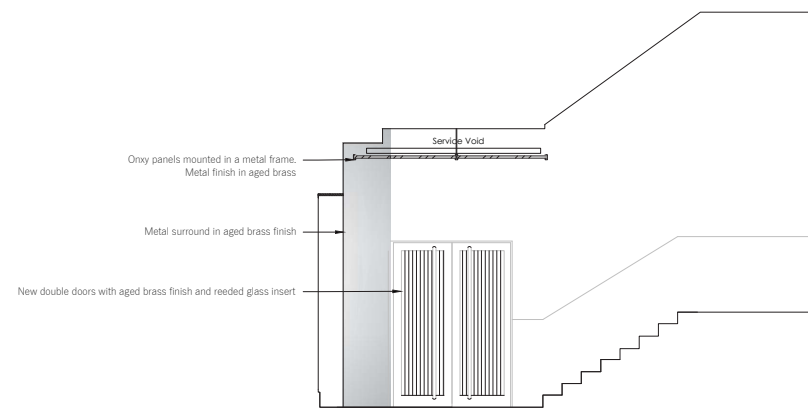 Service Void
Onxy panels mounted in a metal frame.
Metal finish in aged brass
Metal surround in aged brass finish
New double doors with aged brass finish and reeded glass insert